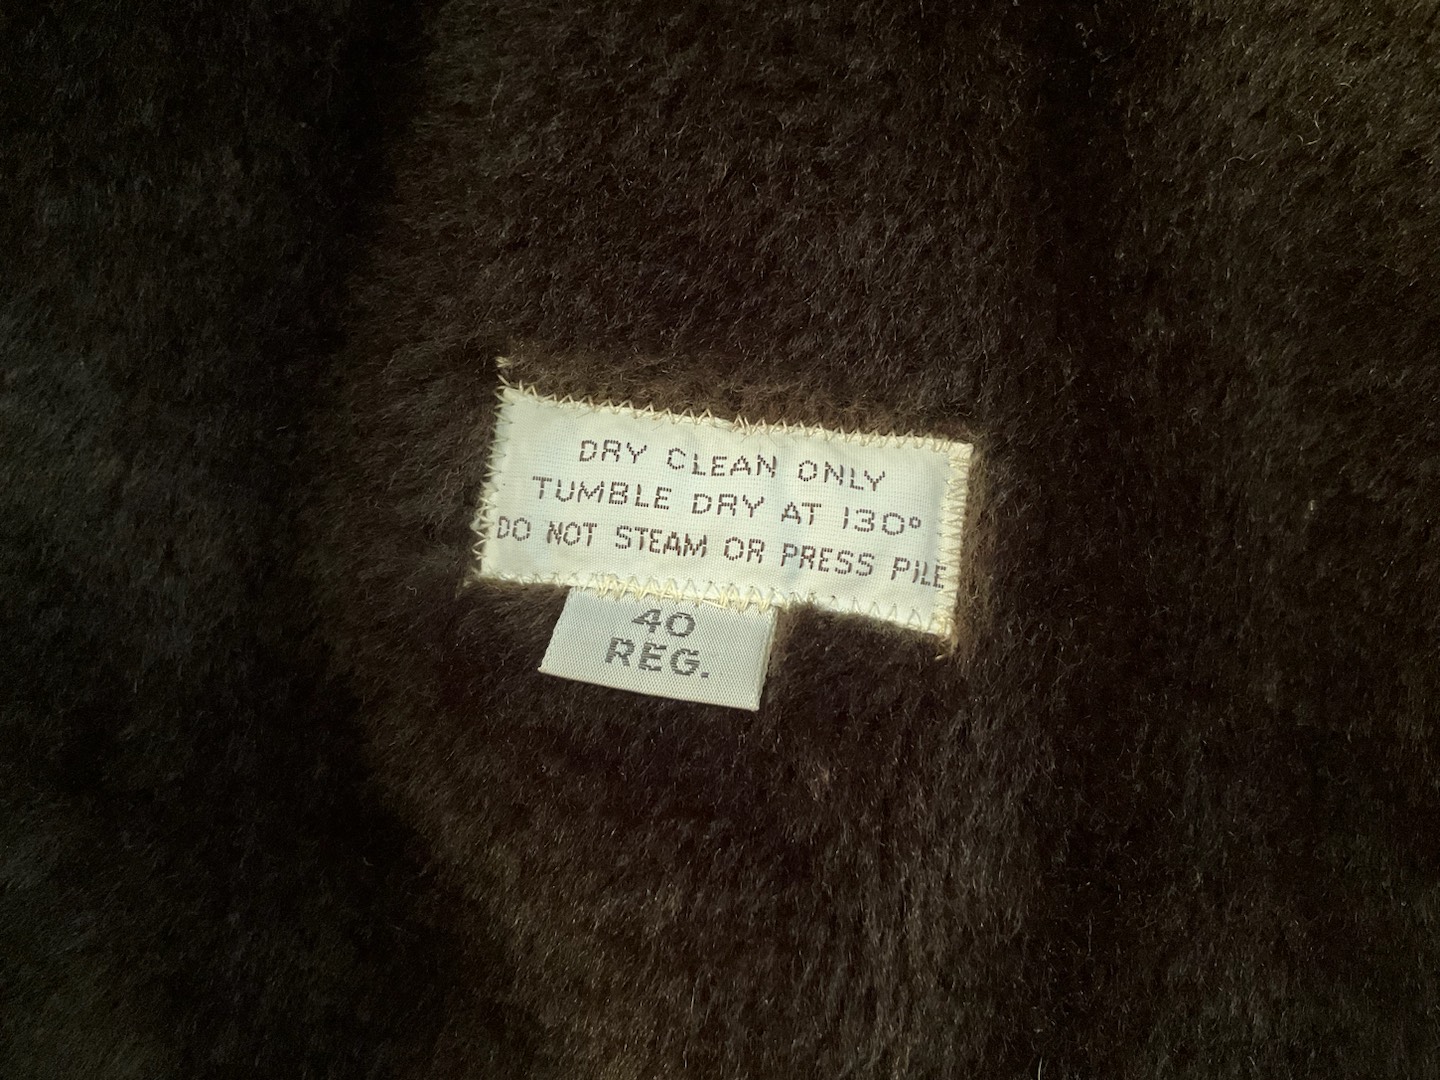 DRY CLEAN ONLY
TUMBLE DRY AT 130°
DO NOT STEAM OR PRESS PILE
40
REG.